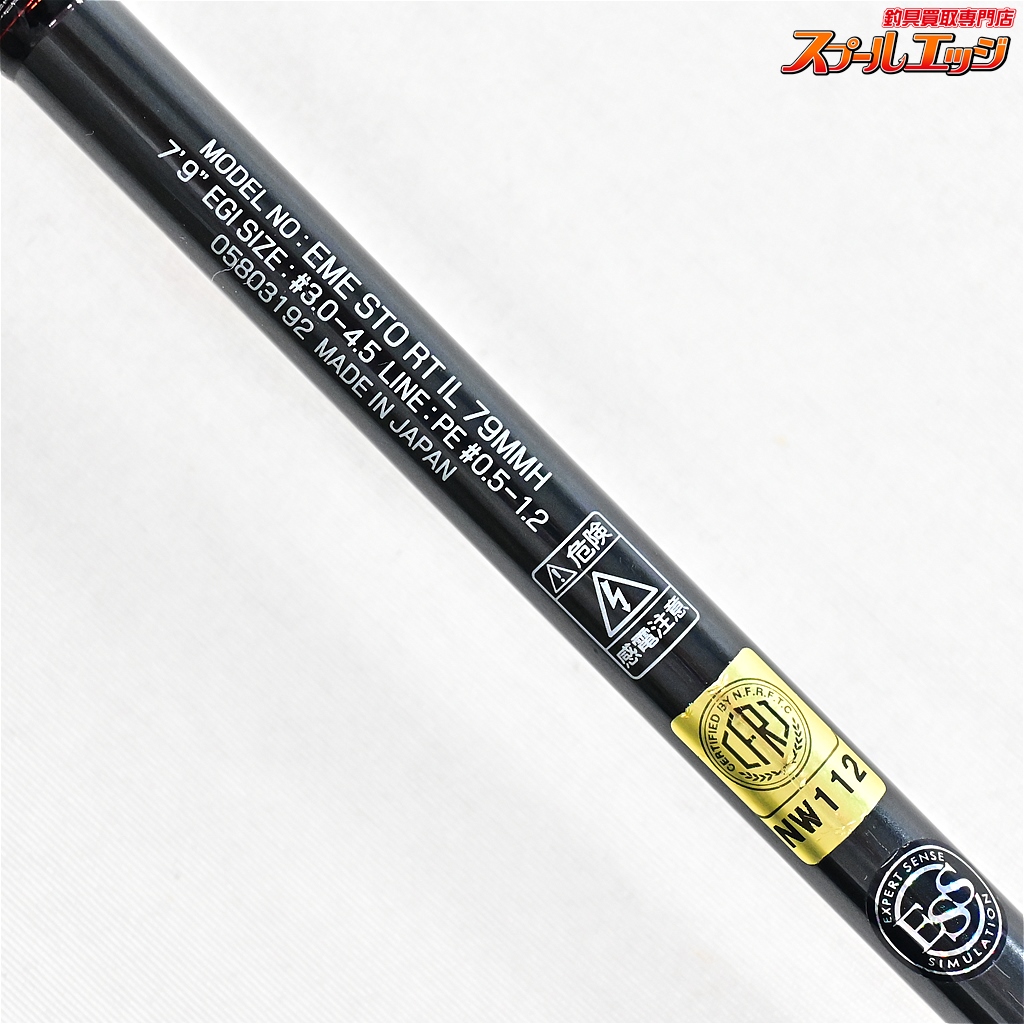 釣具買取専門店
スプールエッジ
MODEL NO : EME STO RT IL 79MMH
7'9" EGI SIZE : #3.0-4.5 LINE : PE #0.5-1.2
05803192 MADE IN JAPAN
危険
感電注意
CERTIFIED BY N.F.R.F.T.C
CFRJ
NW112
EXPERT SENSE
ESS
SIMULATION